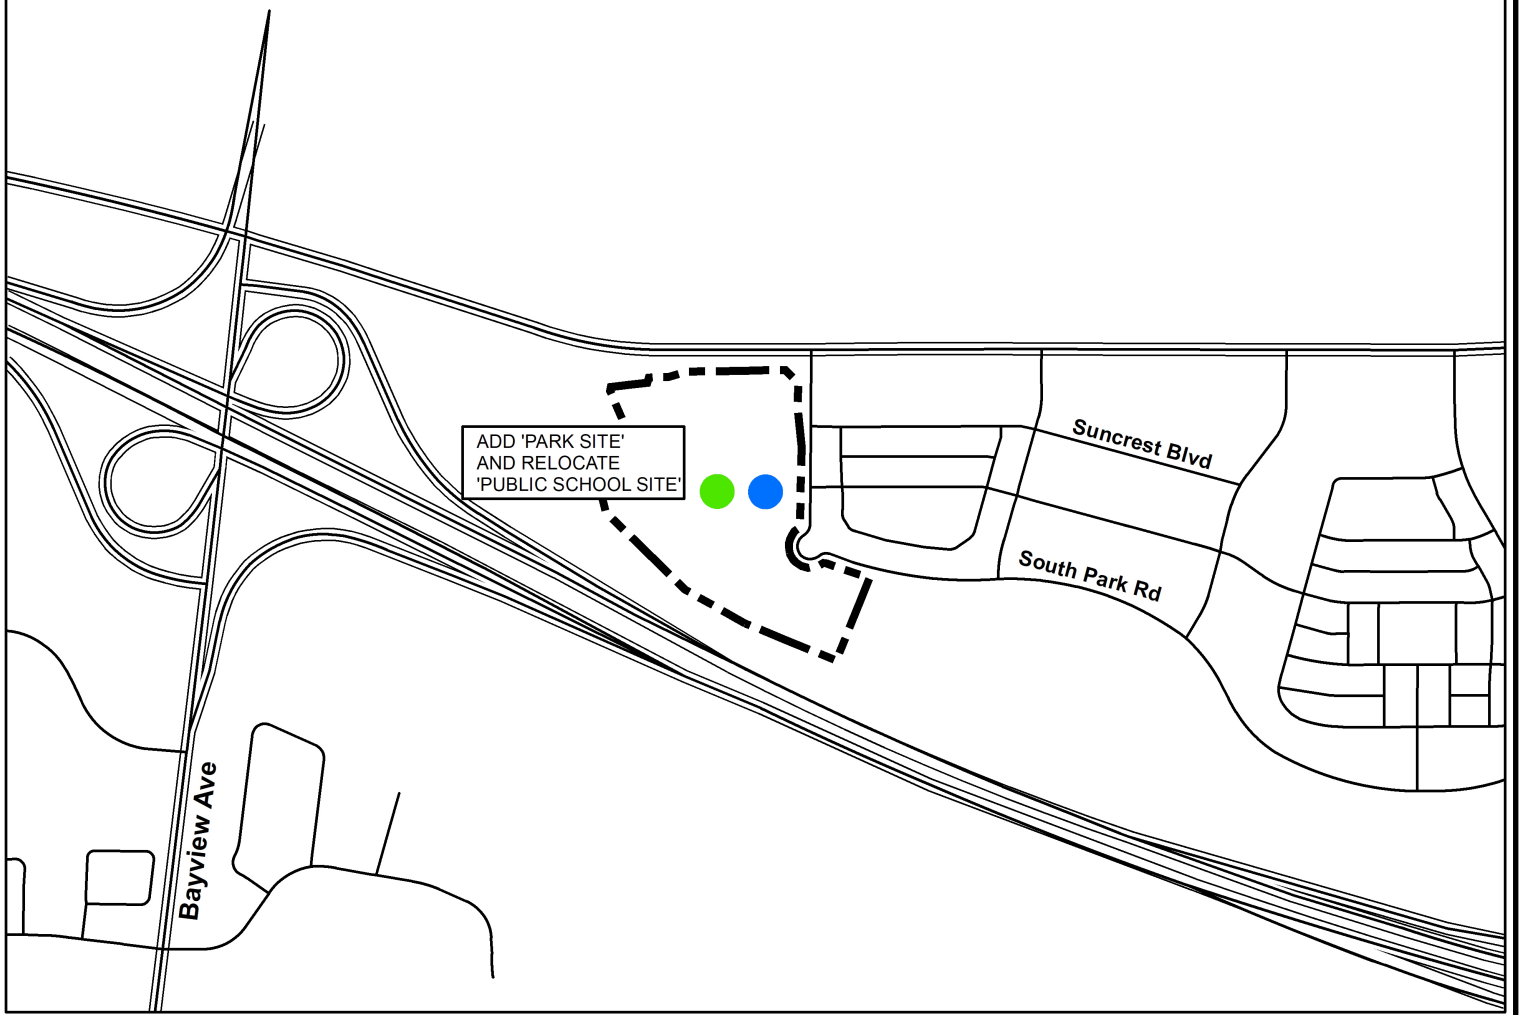 ADD 'PARK SITE'
AND RELOCATE
'PUBLIC SCHOOL SITE'
Suncrest Blvd
South Park Rd
Bayview Ave